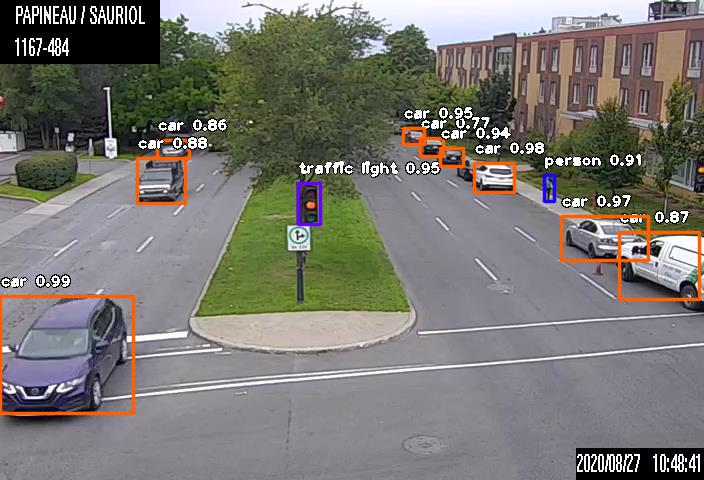 PAPINEAU / SAURIOL
1167-484
car 0.86
car 0.88
car 0.95
car 0.77
car 0.94
car 0.98
traffic light 0.95
person 0.91
car 0.97
car 0.87
car 0.99
2020/08/27 10:48:41